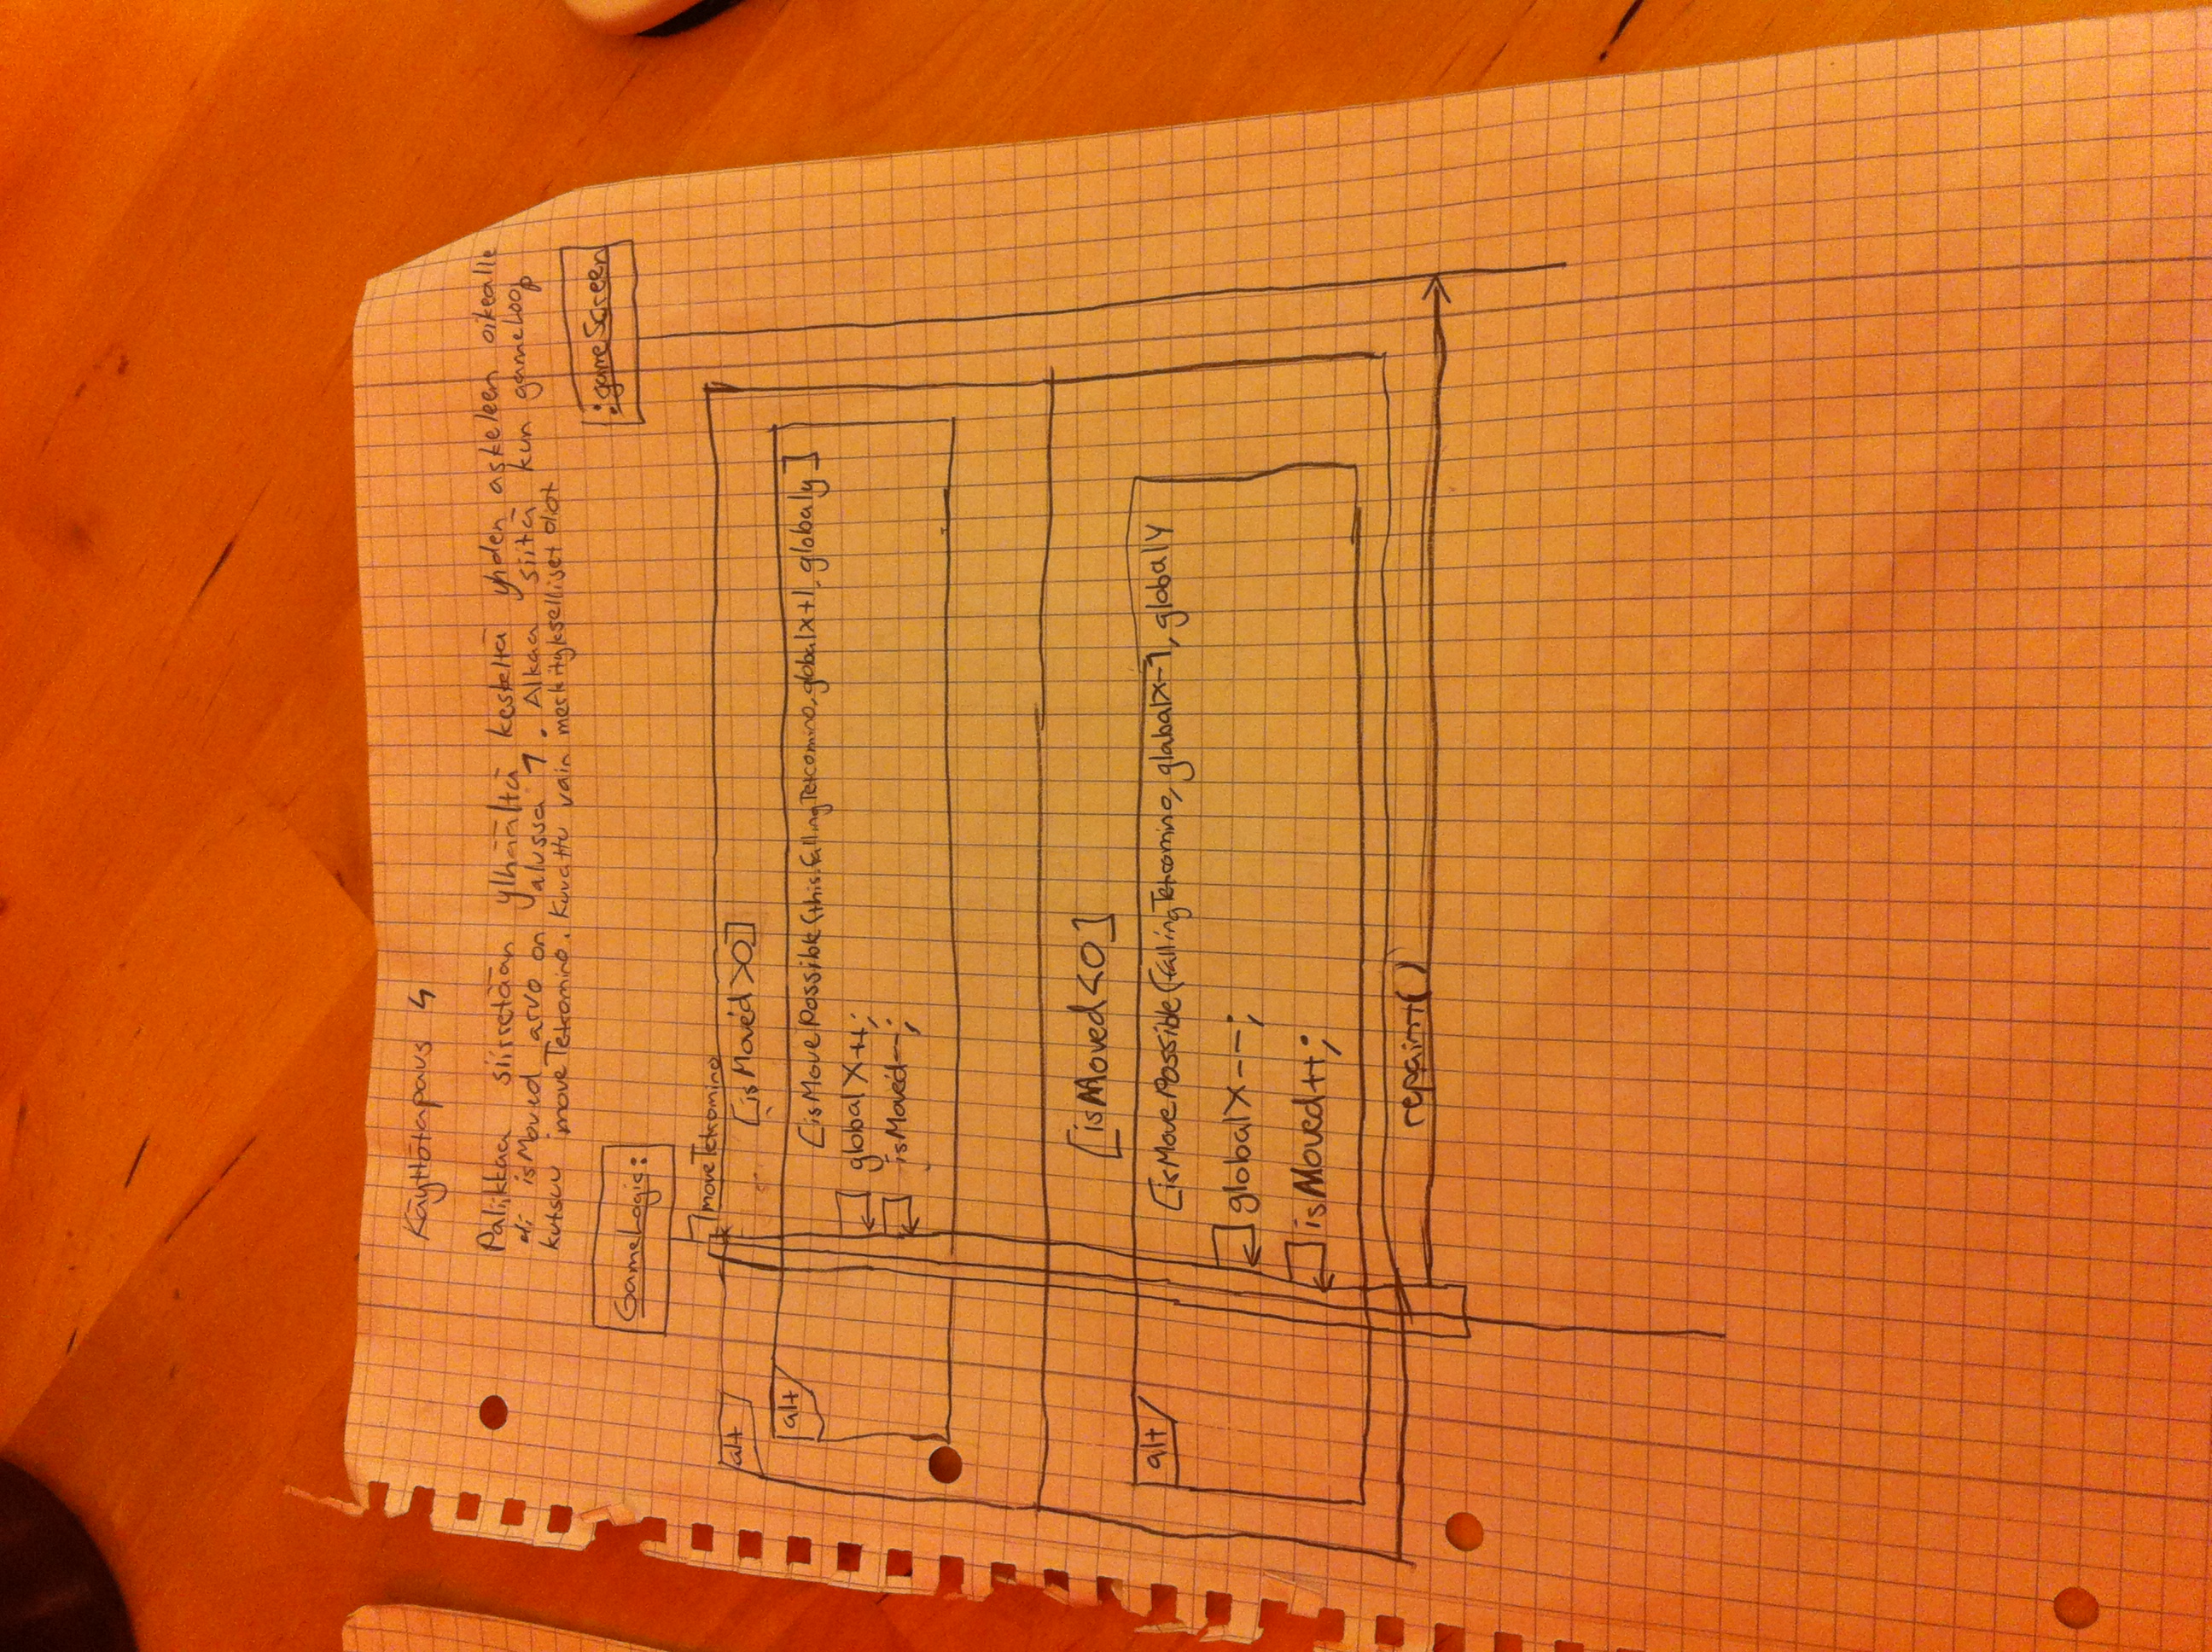 Käyttötapaus 4
Palikkaa siirretään ylhäältä keskeltä yhden askeleen oikealle
eli isMoved arvo on alussa 1. Alkaa siitä kun gameloop
kutsuu moveTetromino. Kuvattu vain merkitykselliset oliot
GameLogic:
:gameScreen
moveTetromino
alt
[isMoved>0]
alt
[isMovePossible(this.fallingTetromino, globalx+1, globaly]
globalX++;
isMoved--;
[isMoved<0]
alt
[isMovePossible(fallingTetromino, globalx-1, globalY
globalX--;
isMoved++;
repaint()